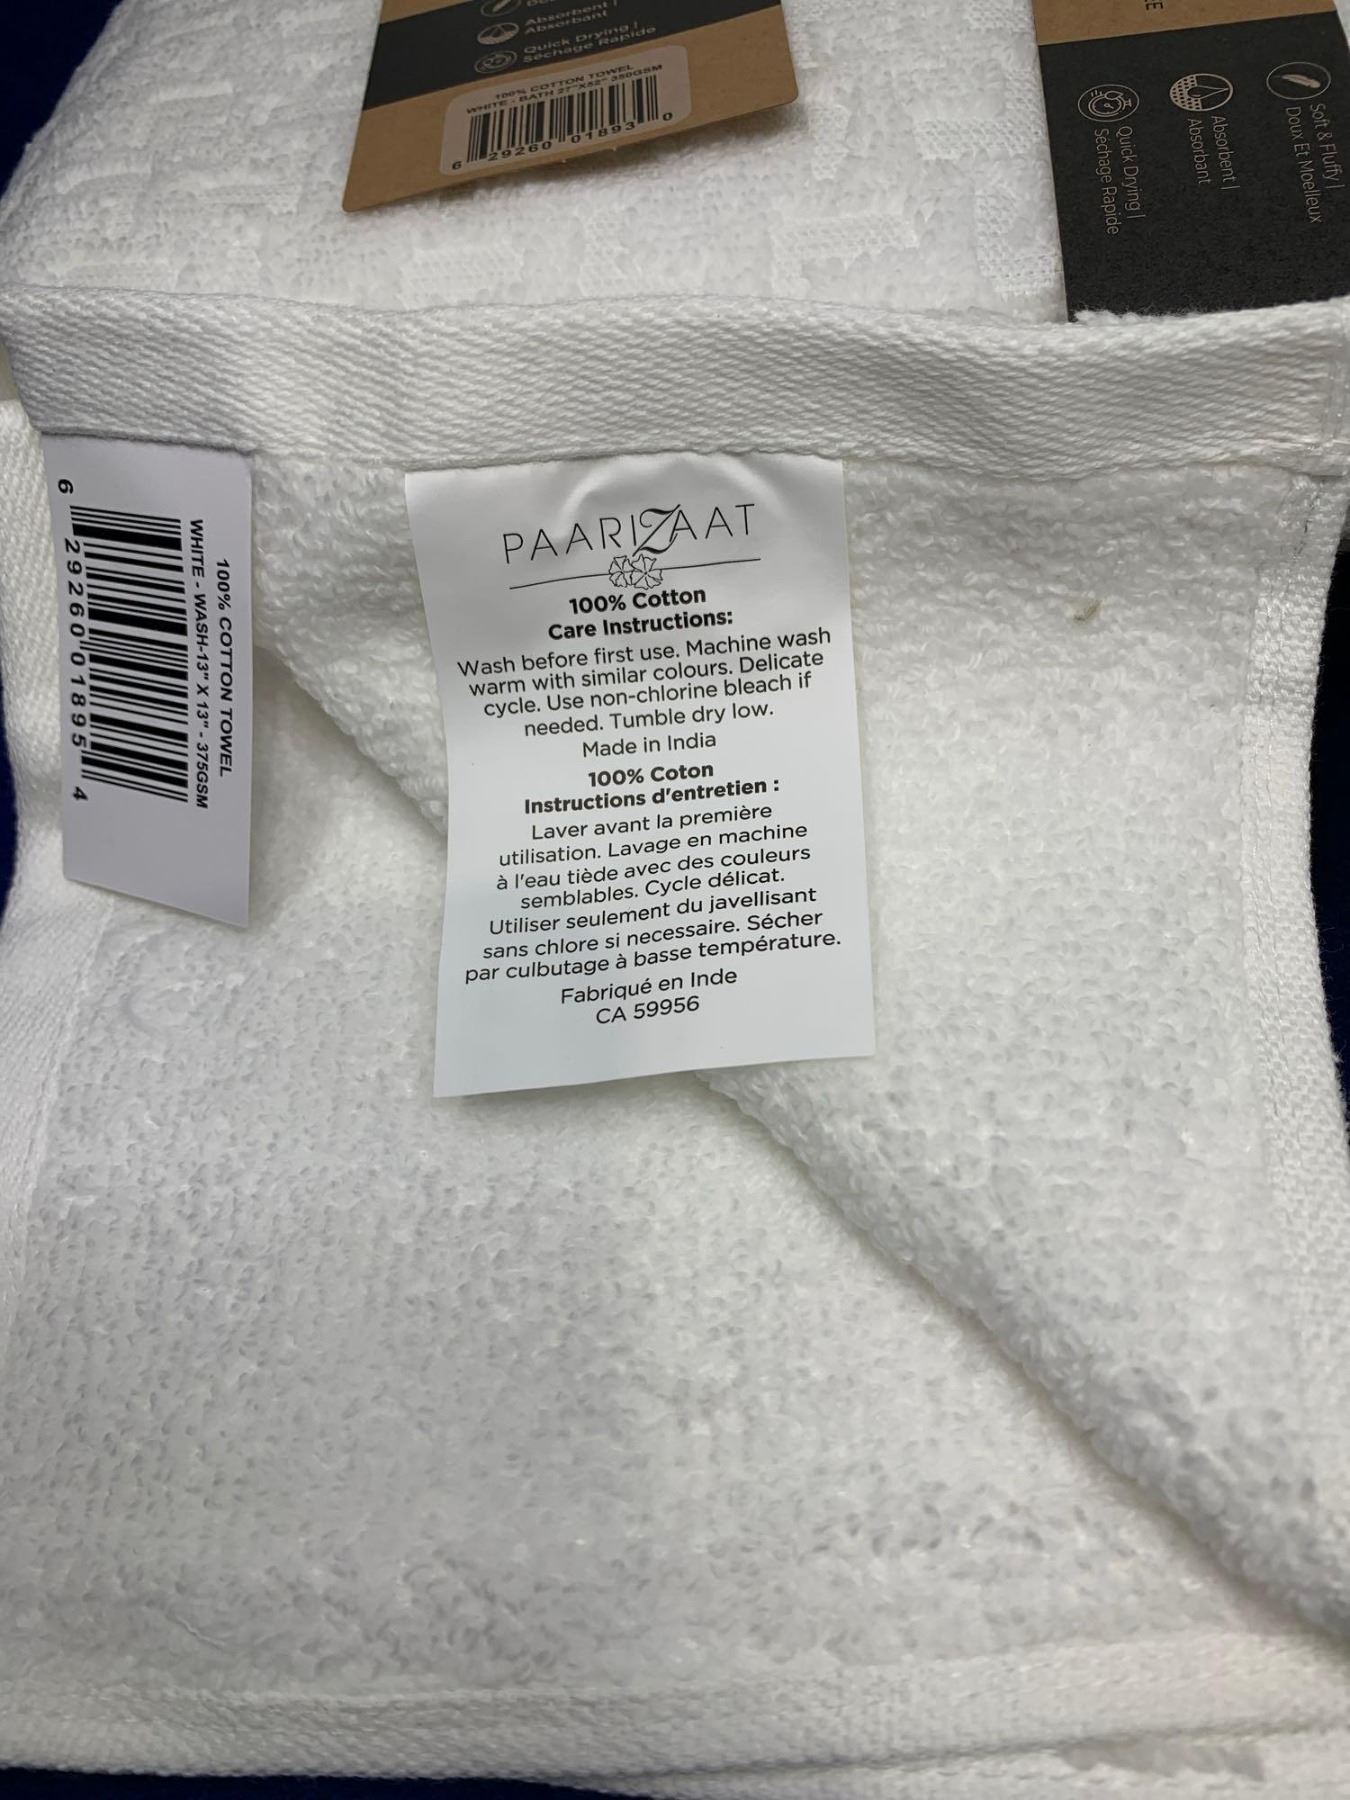 Absorbent |
Absorbant
Quick Drying |
Séchage Rapide
100% COTTON TOWEL
WHITE - BATH 27"X52" 350GSM
6 29260 01893 0
Soft & Fluffy |
Doux Et Moelleux
Absorbent |
Absorbant
Quick Drying |
Séchage Rapide
100% COTTON TOWEL
WHITE - WASH-13" X 13" - 375GSM
6 29260 01895 4
PAARIZAAT
100% Cotton
Care Instructions:
Wash before first use. Machine wash
warm with similar colours. Delicate
cycle. Use non-chlorine bleach if
needed. Tumble dry low.
Made in India
100% Coton
Instructions d'entretien :
Laver avant la première
utilisation. Lavage en machine
à l'eau tiède avec des couleurs
semblables. Cycle délicat.
Utiliser seulement du javellisant
sans chlore si necessaire. Sécher
par culbutage à basse température.
Fabriqué en Inde
CA 59956